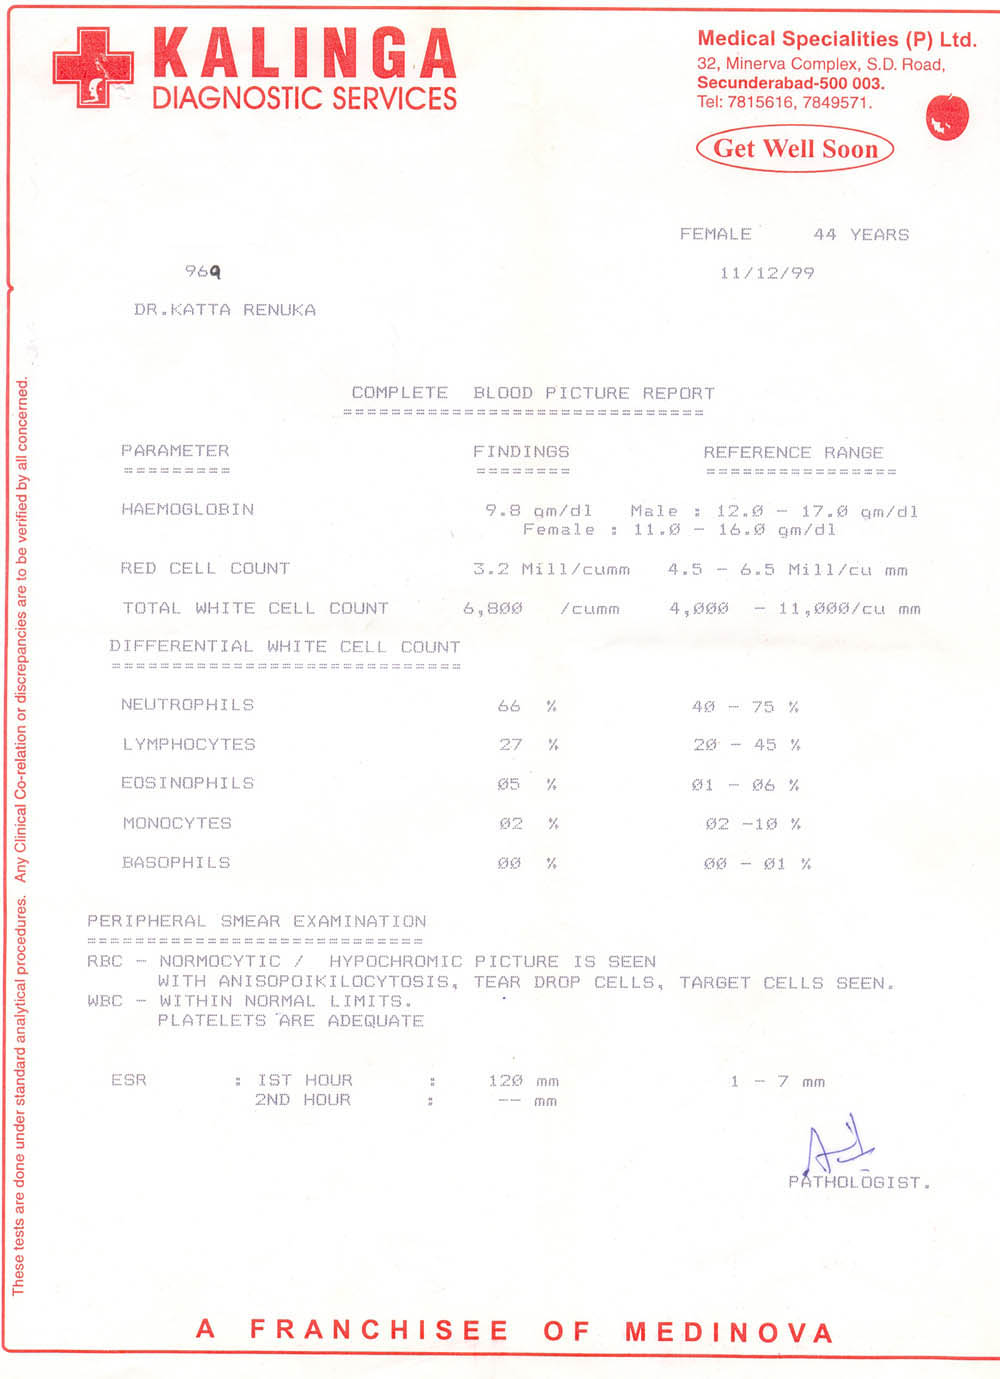 KALINGA
DIAGNOSTIC SERVICES
Medical Specialities (P) Ltd.
32, Minerva Complex, S.D. Road,
Secunderabad-500 003.
Tel: 7815616, 7849571.
Get Well Soon
FEMALE 44 YEARS
969 11/12/99
DR.KATTA RENUKA
COMPLETE BLOOD PICTURE REPORT
PARAMETER FINDINGS REFERENCE RANGE
HAEMOGLOBIN 9.8 gm/dl Male : 12.0 - 17.0 gm/dl
Female : 11.0 - 16.0 gm/dl
RED CELL COUNT 3.2 Mill/cumm 4.5 - 6.5 Mill/cu mm
TOTAL WHITE CELL COUNT 6,800 /cumm 4,000 - 11,000/cu mm
DIFFERENTIAL WHITE CELL COUNT
NEUTROPHILS 66 % 40 - 75 %
LYMPHOCYTES 27 % 20 - 45 %
EOSINOPHILS 05 % 01 - 06 %
MONOCYTES 02 % 02 -10 %
BASOPHILS 00 % 00 - 01 %
PERIPHERAL SMEAR EXAMINATION
RBC - NORMOCYTIC / HYPOCHROMIC PICTURE IS SEEN
WITH ANISOPOIKILOCYTOSIS, TEAR DROP CELLS, TARGET CELLS SEEN.
WBC - WITHIN NORMAL LIMITS.
PLATELETS ARE ADEQUATE
ESR : IST HOUR : 120 mm 1 - 7 mm
2ND HOUR : -- mm
PATHOLOGIST.
These tests are done under standard analytical procedures. Any Clinical Co-relation or discrepancies are to be verified by all concerned.
A FRANCHISEE OF MEDINOVA